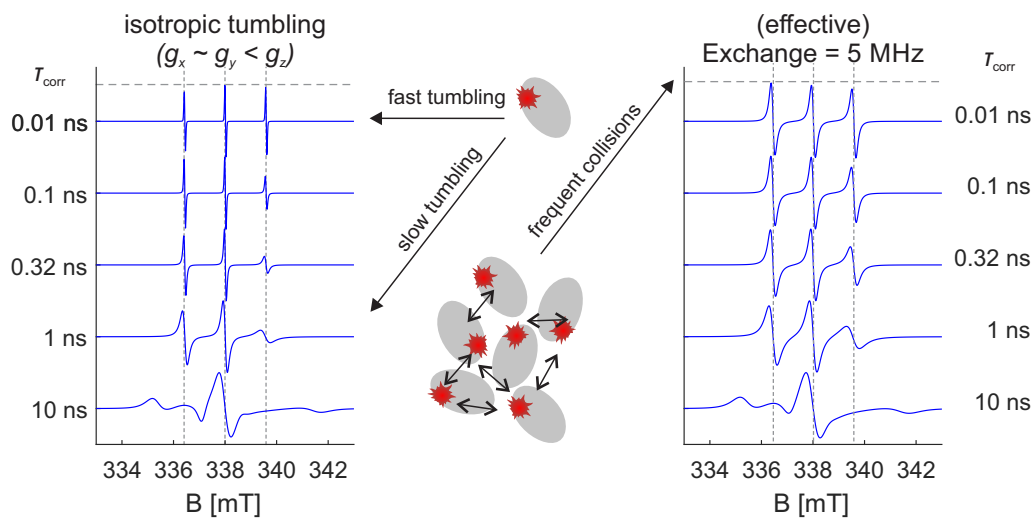 isotropic tumbling
(gx ~ gy < gz)
τcorr
0.01 ns
0.1 ns
0.32 ns
1 ns
10 ns
334 336 338 340 342
B [mT]
fast tumbling
slow tumbling
frequent collisions
(effective)
Exchange = 5 MHz
τcorr
0.01 ns
0.1 ns
0.32 ns
1 ns
10 ns
334 336 338 340 342
B [mT]